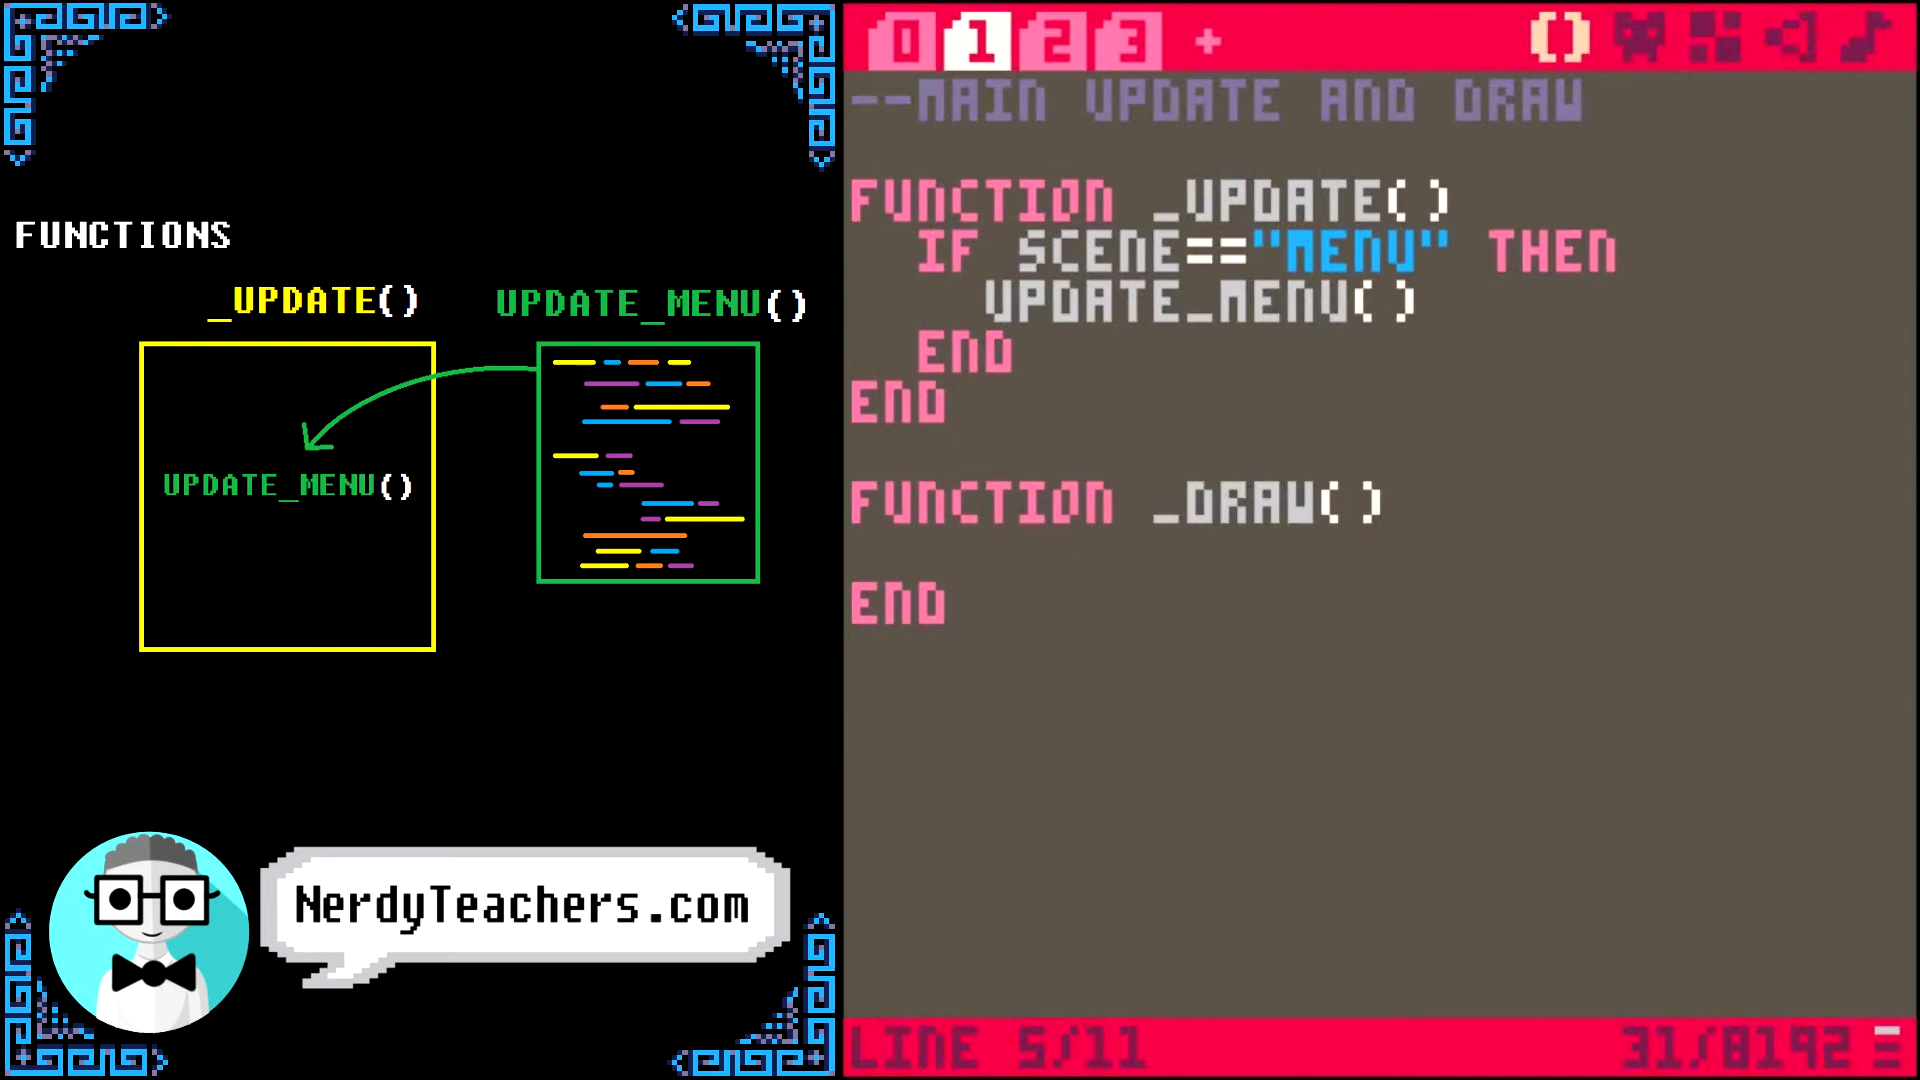 FUNCTIONS
_UPDATE()
UPDATE_MENU()
UPDATE_MENU()
NerdyTeachers.com
0 1 2 3 +
--MAIN UPDATE AND DRAW
FUNCTION _UPDATE()
IF SCENE=="MENU" THEN
UPDATE_MENU()
END
END
FUNCTION _DRAW()
END
LINE 5/11
31/8192